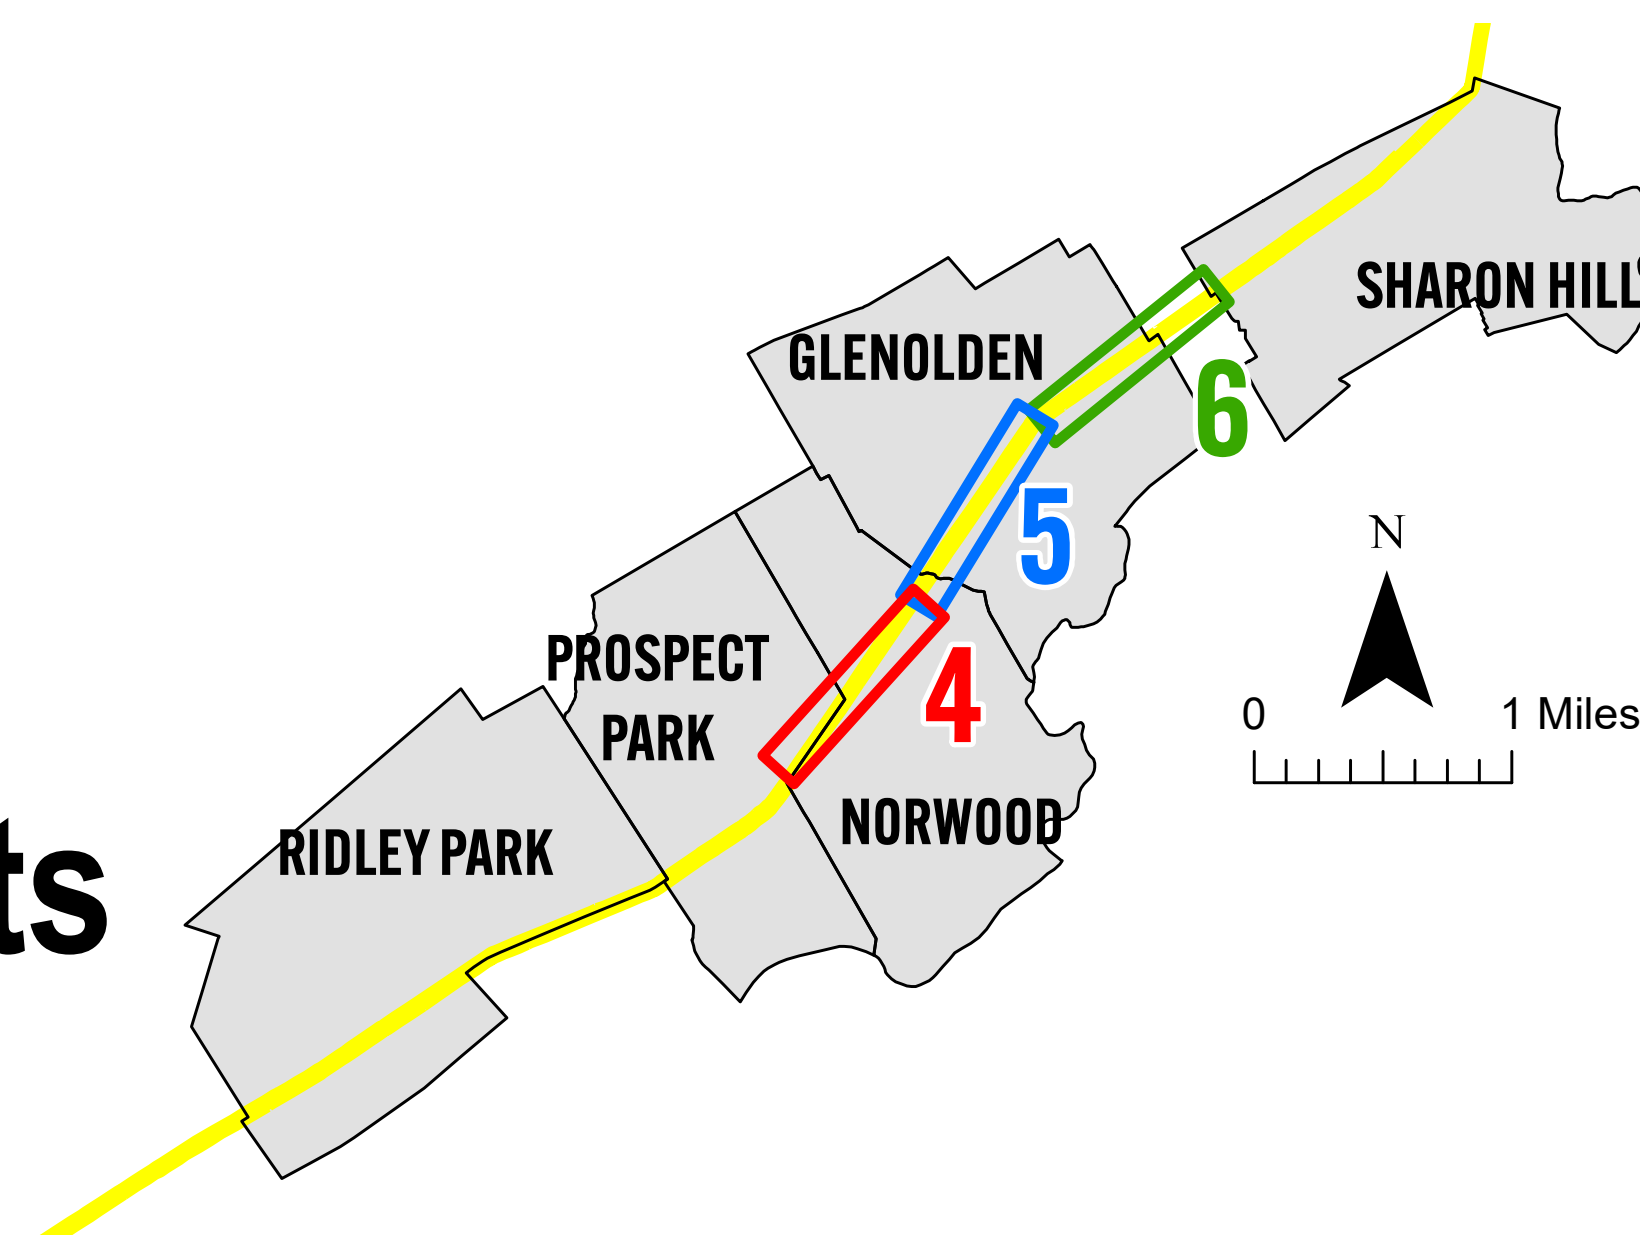 SHARON HILL
GLENOLDEN
6
5
N
PROSPECT
PARK
4
0 1 Miles
NORWOOD
RIDLEY PARK
ts